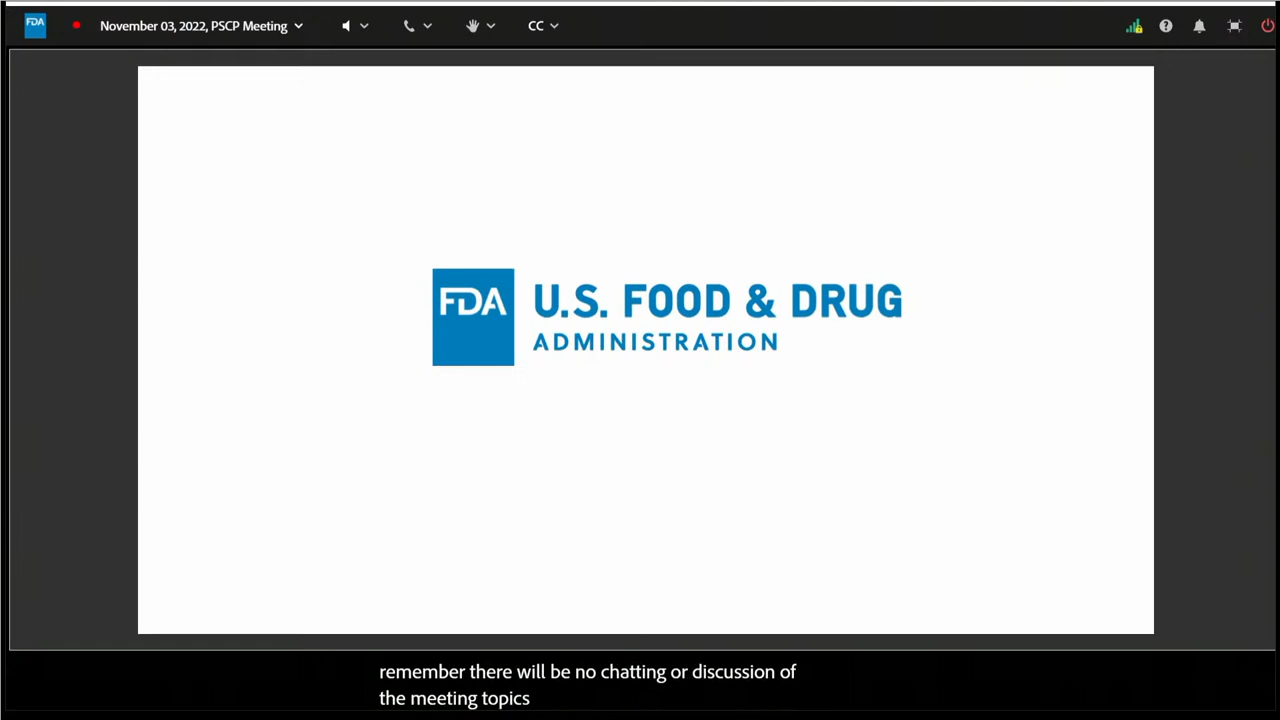 FDA
November 03, 2022, PSCP Meeting
CC
FDA
U.S. FOOD & DRUG
ADMINISTRATION
remember there will be no chatting or discussion of
the meeting topics